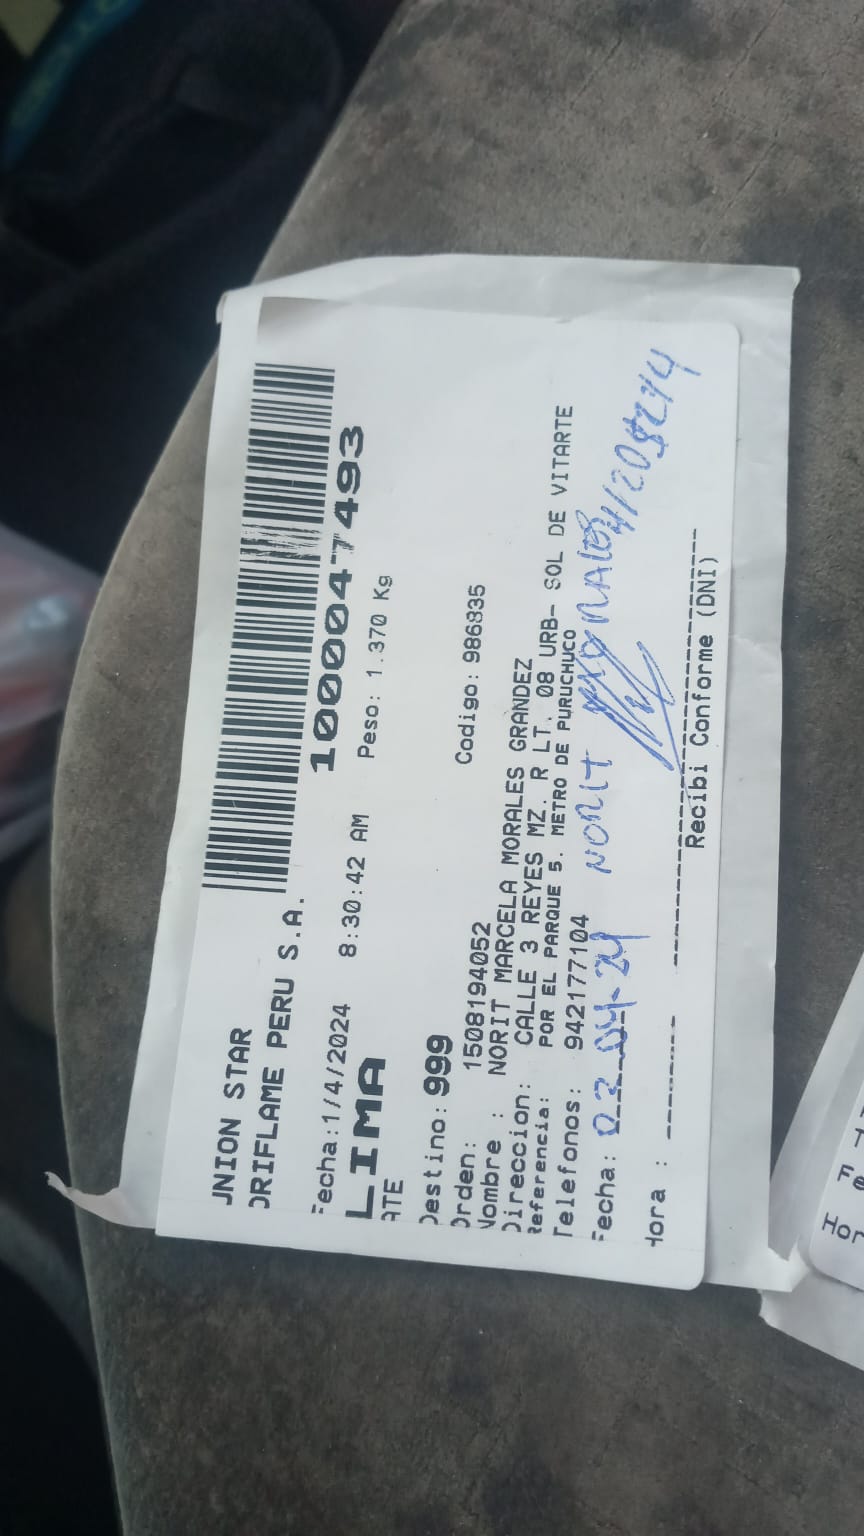 UNION STAR
ORIFLAME PERU S.A.
1000047493
Fecha:1/4/2024 8:30:42 AM Peso: 1.370 Kg
LIMA
ATE
Destino: 999
Orden: 1508194052 Codigo: 986835
Nombre : NORIT MARCELA MORALES GRANDEZ
Direccion: CALLE 3 REYES MZ. R LT. 08 URB- SOL DE VITARTE
Referencia: POR EL PARQUE 5. METRO DE PURUCHUCO
Telefonos: 942177104
Fecha: 02-04-24 NORIT
Hora :
Recibi Conforme (DNI)
Hor